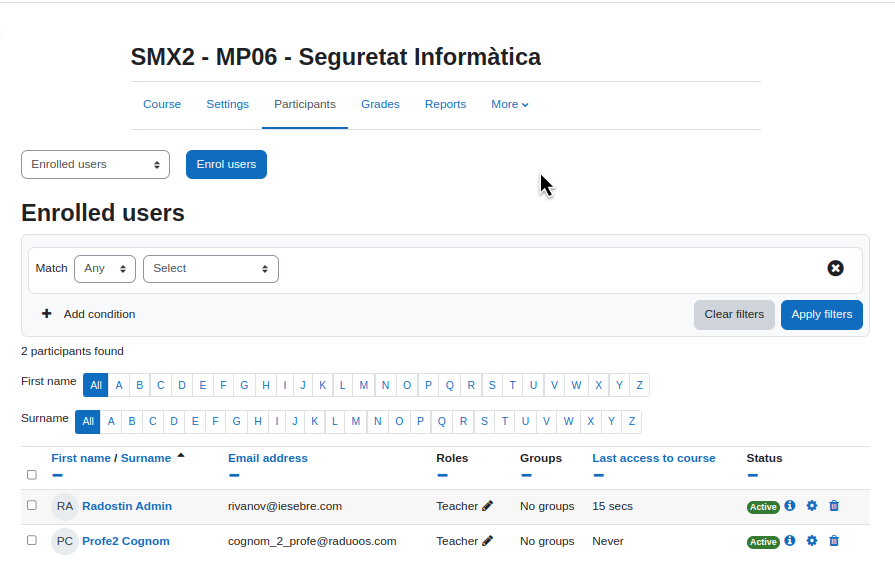 SMX2 - MP06 - Seguretat Informàtica
Course Settings Participants Grades Reports More
Enrolled users Enrol users
Enrolled users
Match Any Select
Add condition Clear filters Apply filters
2 participants found
First name All A B C D E F G H I J K L M N O P Q R S T U V W X Y Z
Surname All A B C D E F G H I J K L M N O P Q R S T U V W X Y Z
First name / Surname Email address Roles Groups Last access to course Status
RA Radostin Admin rivanov@iesebre.com Teacher No groups 15 secs Active
PC Profe2 Cognom cognom_2_profe@raduoos.com Teacher No groups Never Active